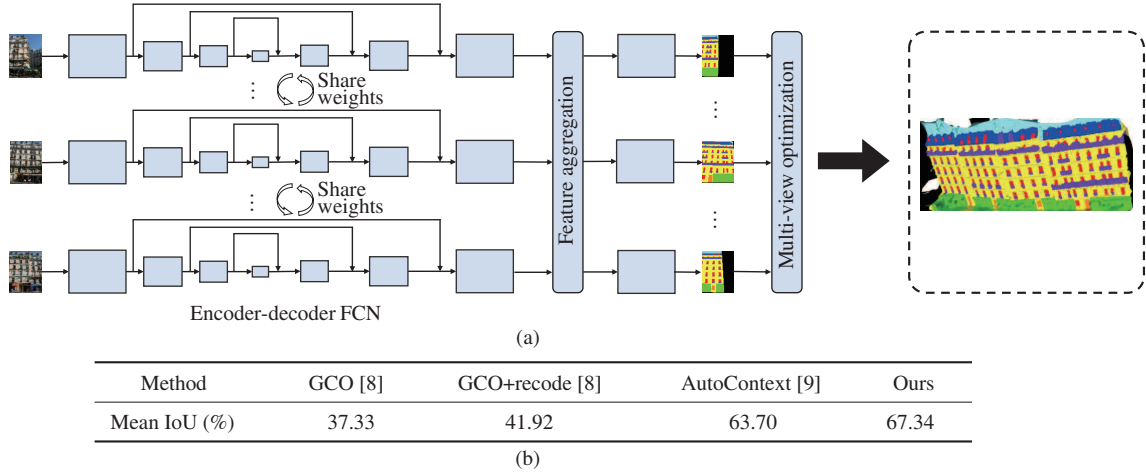 Share
weights
Share
weights
Feature aggregation
Multi-view optimization
Encoder-decoder FCN
(a)
Method GCO [8] GCO+recode [8] AutoContext [9] Ours
Mean IoU (%) 37.33 41.92 63.70 67.34
(b)